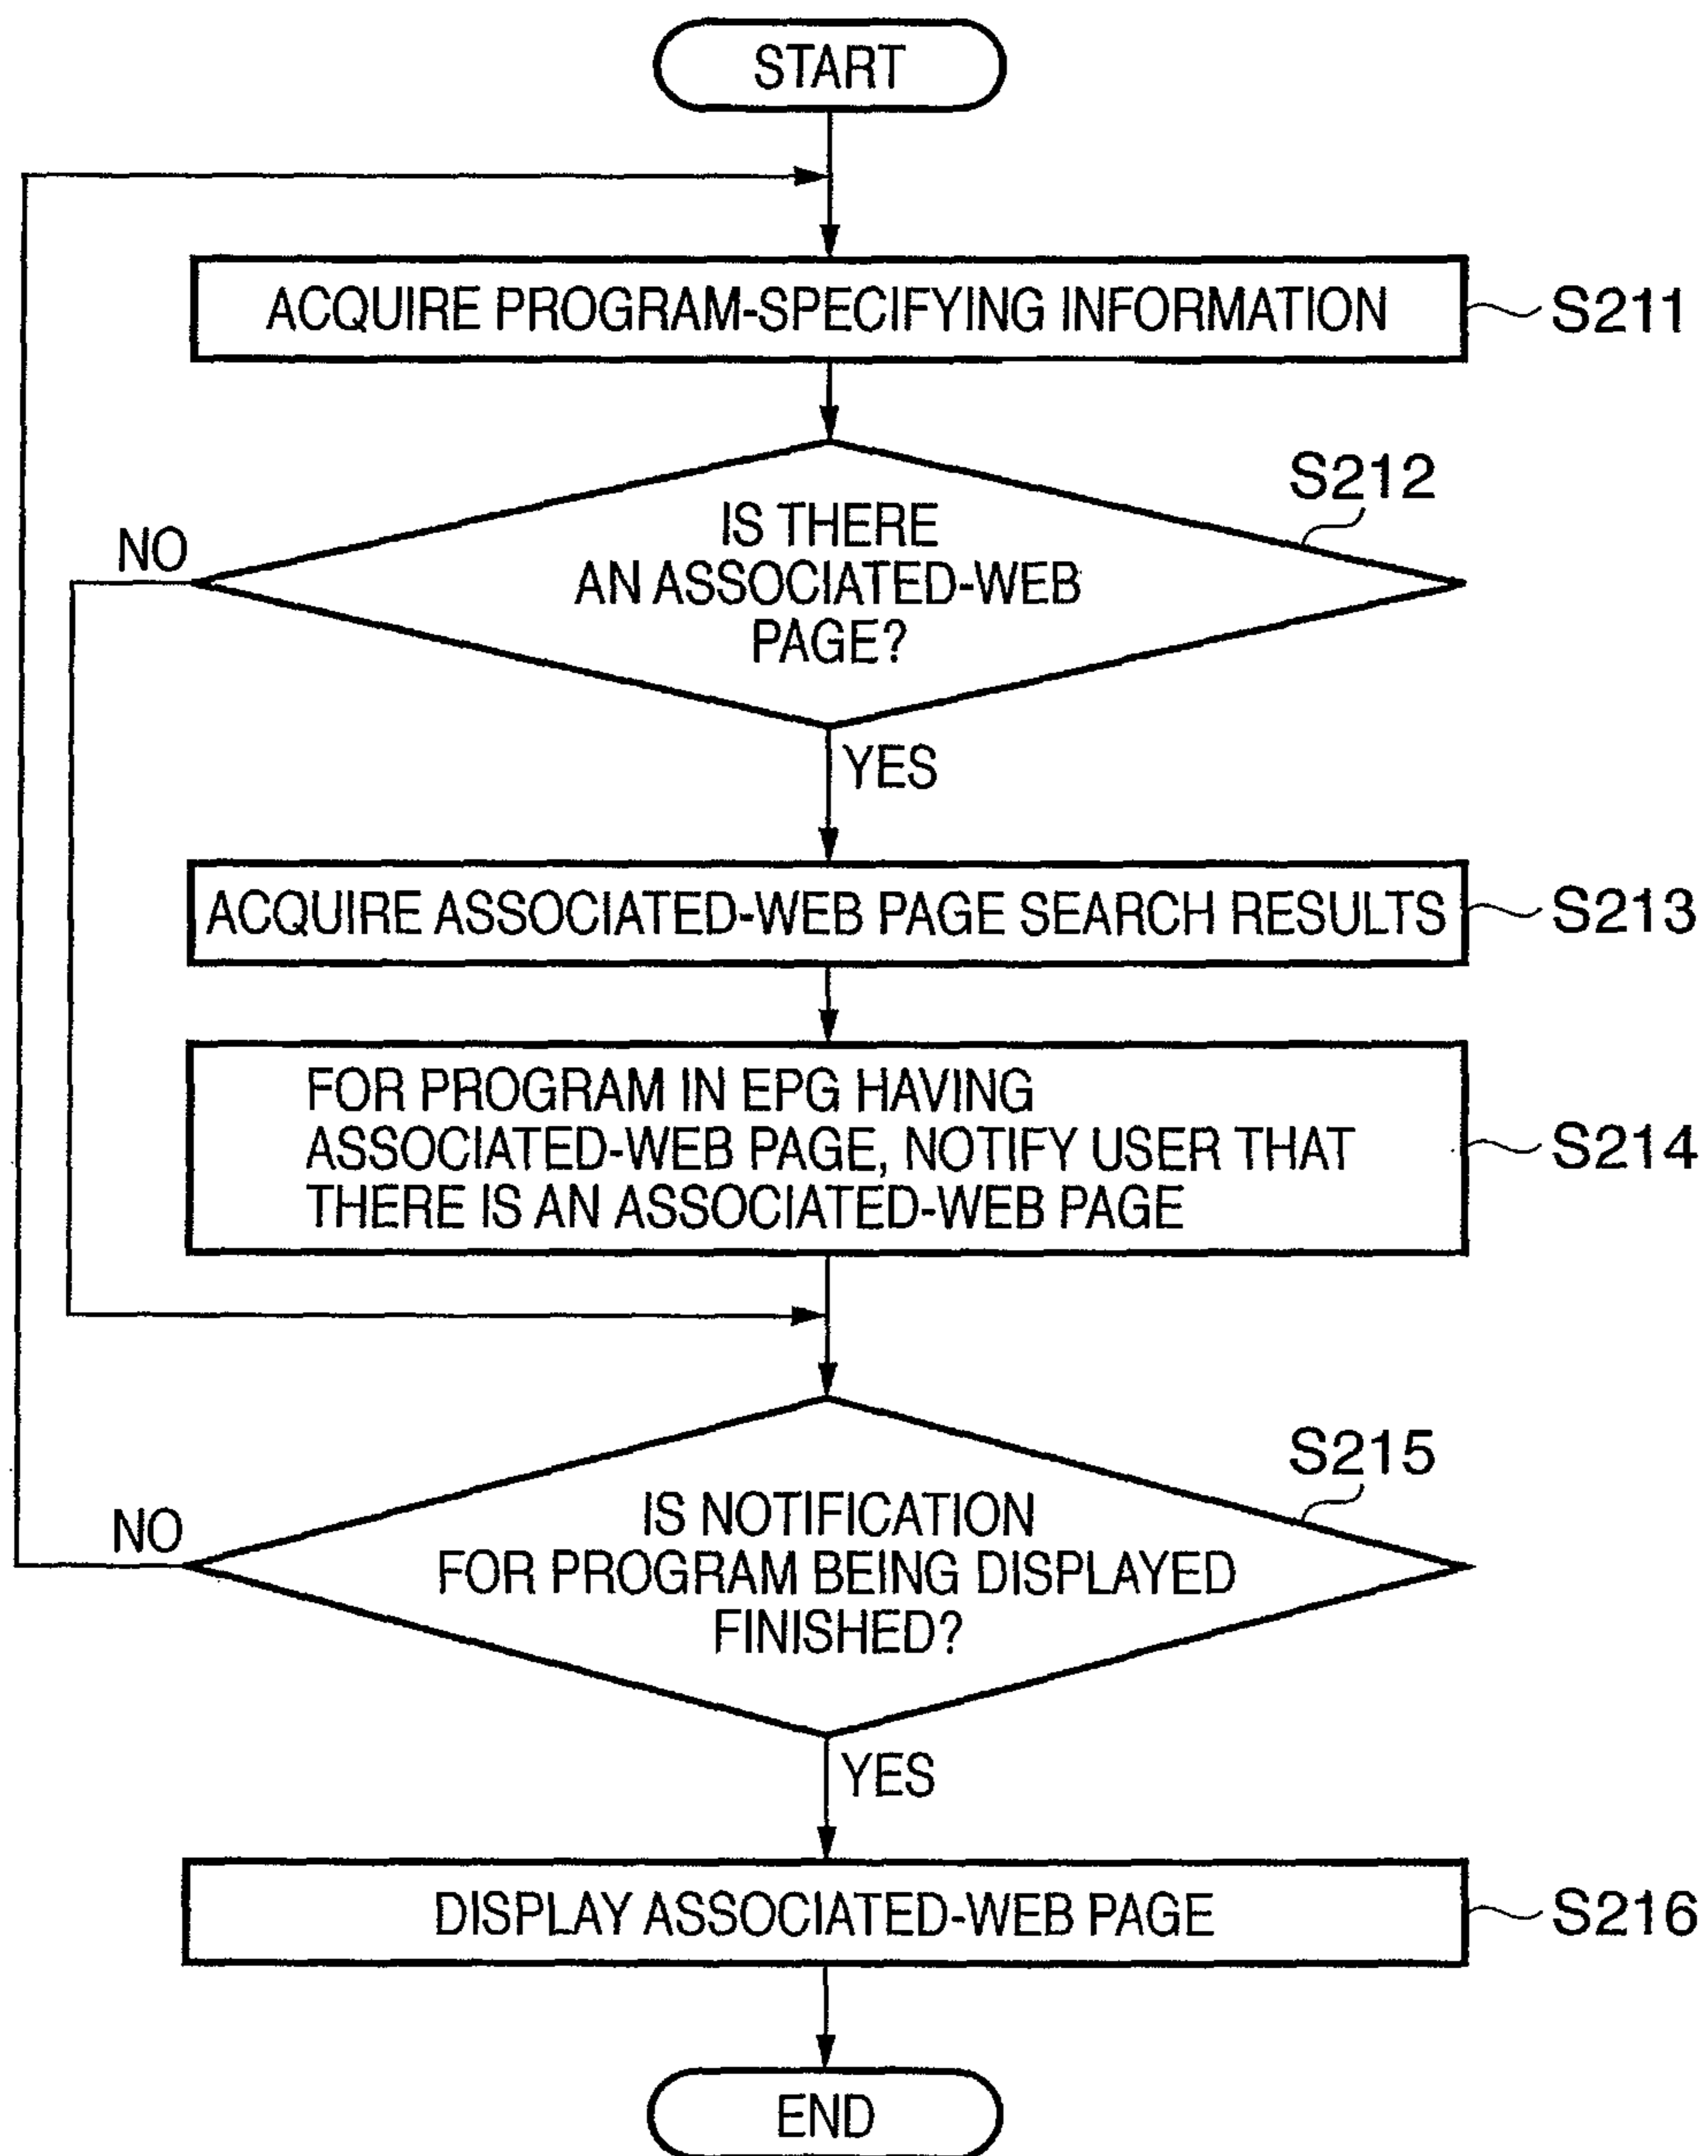 START
ACQUIRE PROGRAM-SPECIFYING INFORMATION
S211
S212
IS THERE
AN ASSOCIATED-WEB
PAGE?
NO
YES
ACQUIRE ASSOCIATED-WEB PAGE SEARCH RESULTS
S213
FOR PROGRAM IN EPG HAVING
ASSOCIATED-WEB PAGE, NOTIFY USER THAT
THERE IS AN ASSOCIATED-WEB PAGE
S214
S215
IS NOTIFICATION
FOR PROGRAM BEING DISPLAYED
FINISHED?
NO
YES
DISPLAY ASSOCIATED-WEB PAGE
S216
END